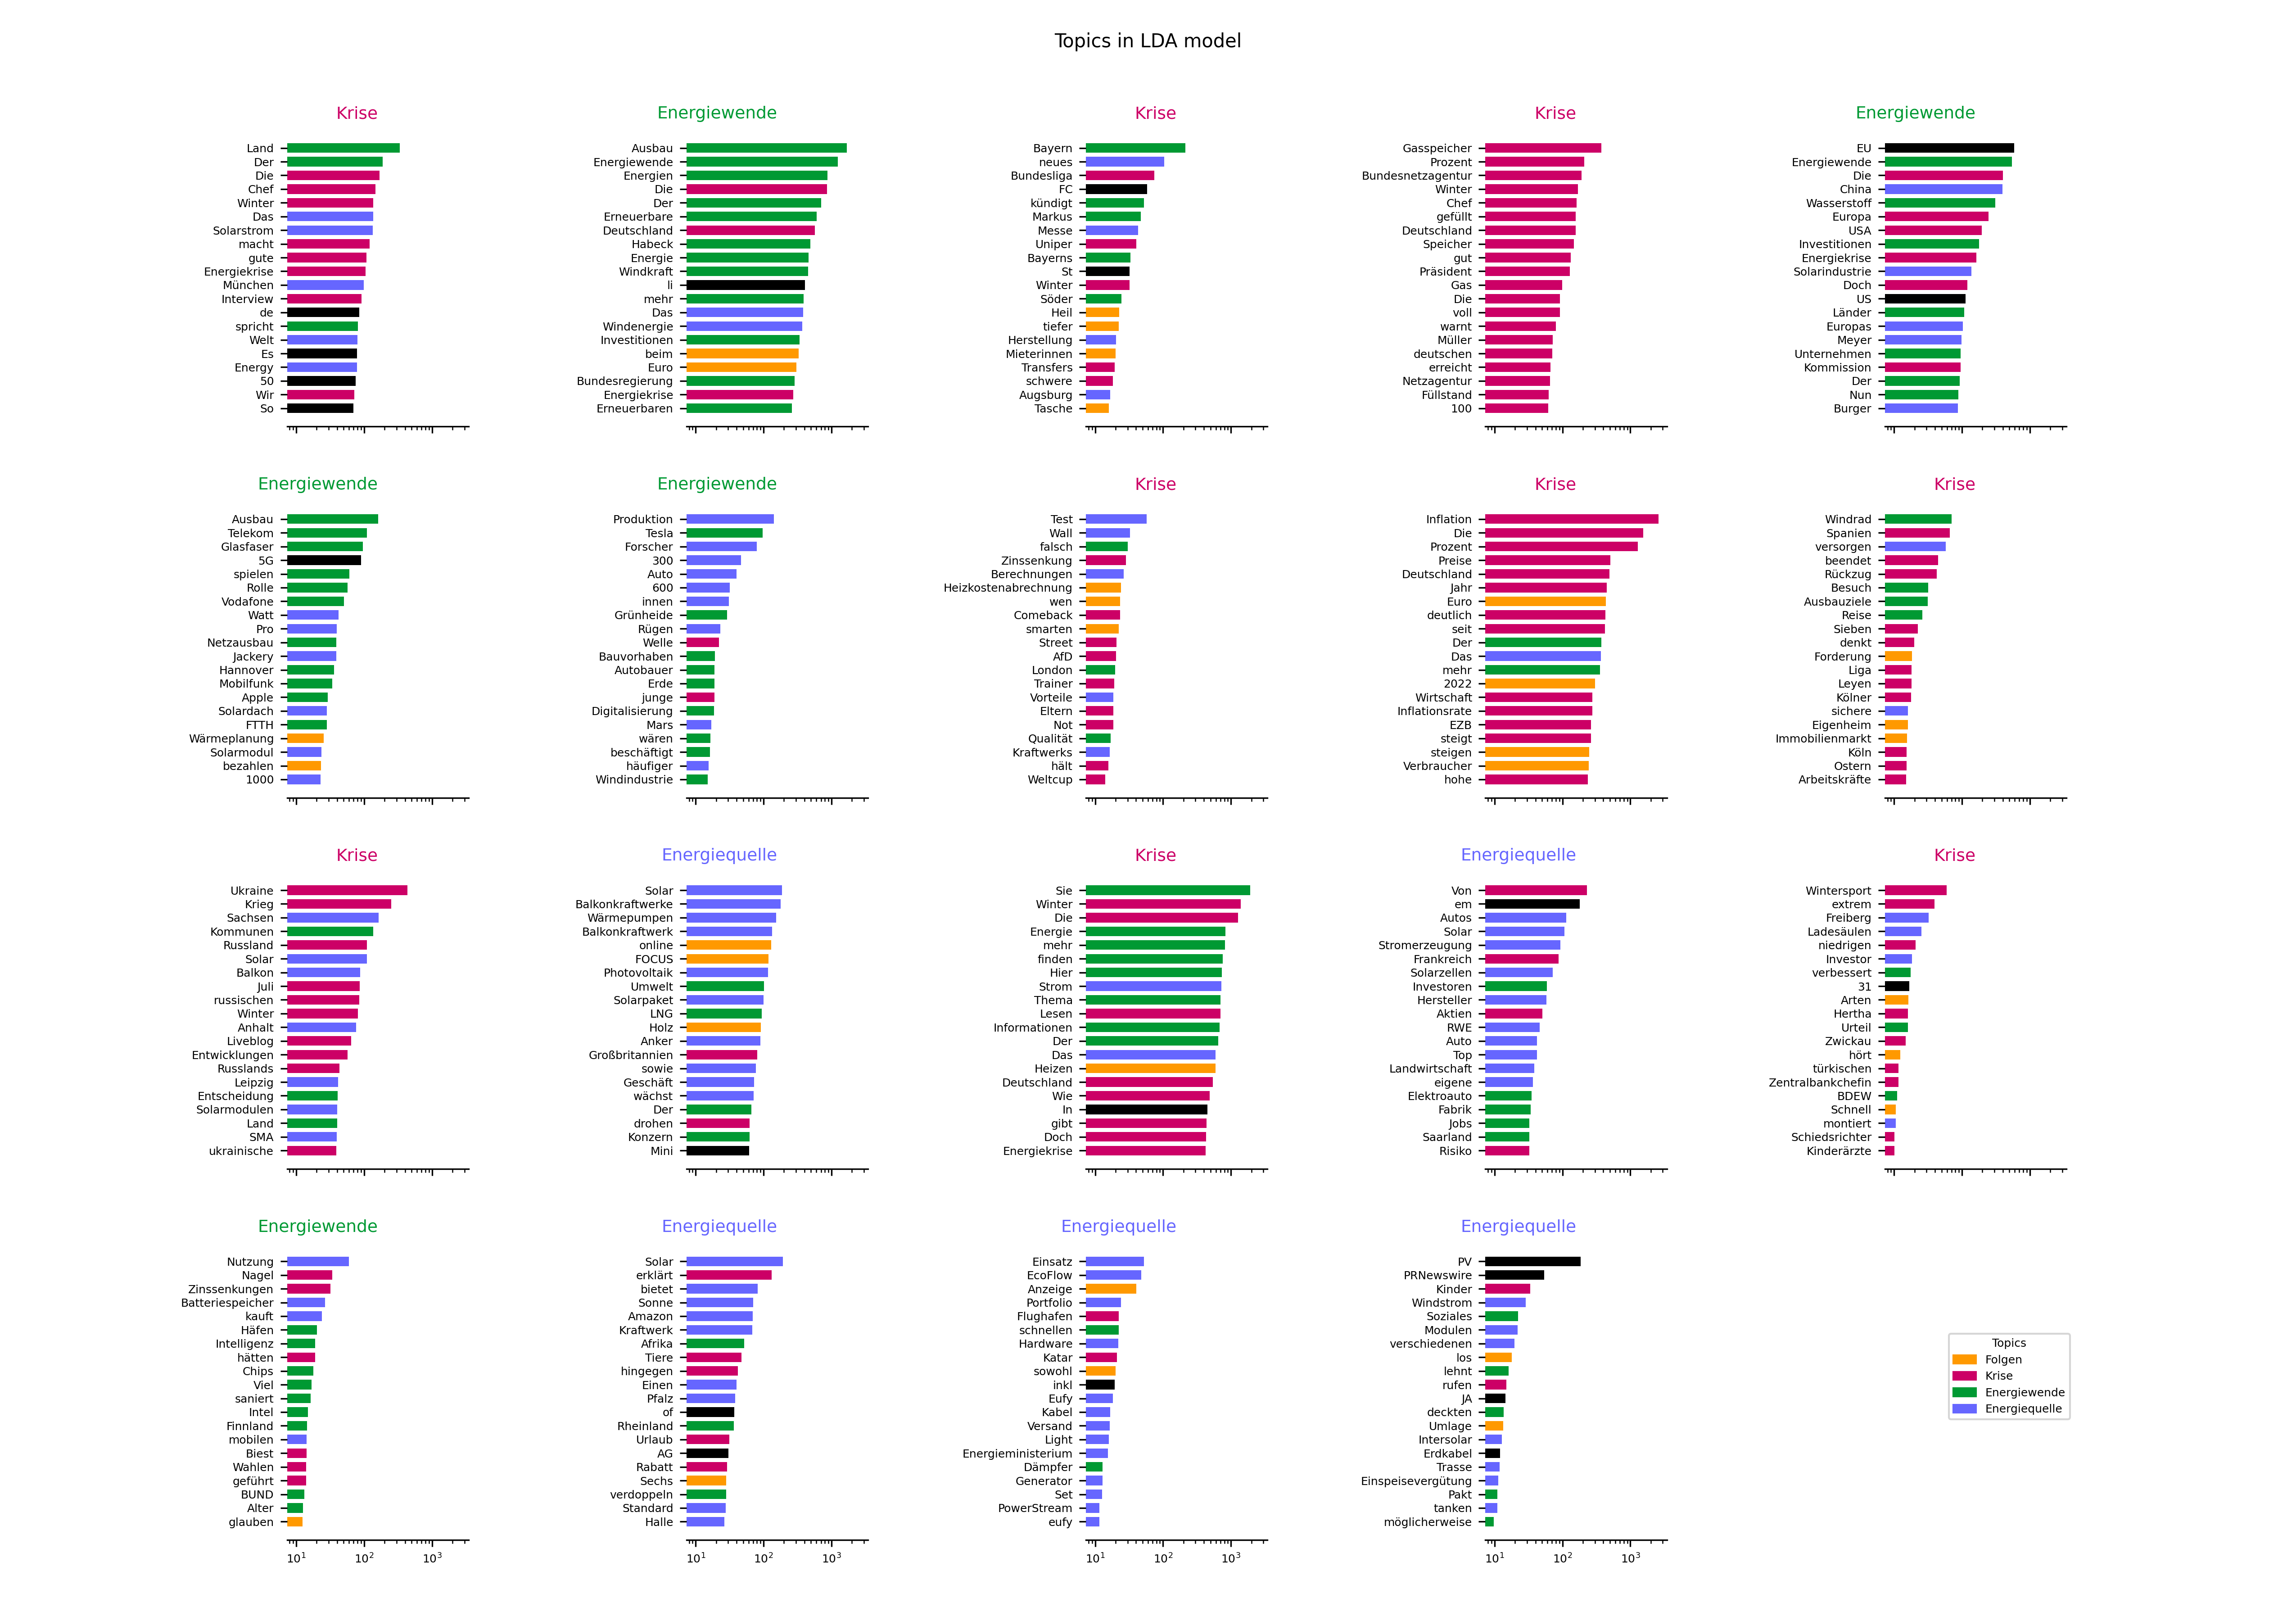 Topics in LDA model
Krise
Land
Der
Die
Chef
Winter
Das
Solarstrom
macht
gute
Energiekrise
München
Interview
de
spricht
Welt
Es
Energy
50
Wir
So
Energiewende
Ausbau
Energiewende
Energien
Die
Der
Erneuerbare
Deutschland
Habeck
Energie
Windkraft
li
mehr
Das
Windenergie
Investitionen
beim
Euro
Bundesregierung
Energiekrise
Erneuerbaren
Krise
Bayern
neues
Bundesliga
FC
kündigt
Markus
Messe
Uniper
Bayerns
St
Winter
Söder
Heil
tiefer
Herstellung
Mieterinnen
Transfers
schwere
Augsburg
Tasche
Krise
Gasspeicher
Prozent
Bundesnetzagentur
Winter
Chef
gefüllt
Deutschland
Speicher
gut
Präsident
Gas
Die
voll
warnt
Müller
deutschen
erreicht
Netzagentur
Füllstand
100
Energiewende
EU
Energiewende
Die
China
Wasserstoff
Europa
USA
Investitionen
Energiekrise
Solarindustrie
Doch
US
Länder
Europas
Meyer
Unternehmen
Kommission
Der
Nun
Burger
Energiewende
Ausbau
Telekom
Glasfaser
5G
spielen
Rolle
Vodafone
Watt
Pro
Netzausbau
Jackery
Hannover
Mobilfunk
Apple
Solardach
FTTH
Wärmeplanung
Solarmodul
bezahlen
1000
Energiewende
Produktion
Tesla
Forscher
300
Auto
600
innen
Grünheide
Rügen
Welle
Bauvorhaben
Autobauer
Erde
junge
Digitalisierung
Mars
wären
beschäftigt
häufiger
Windindustrie
Krise
Test
Wall
falsch
Zinssenkung
Berechnungen
Heizkostenabrechnung
wen
Comeback
smarten
Street
AfD
London
Trainer
Vorteile
Eltern
Not
Qualität
Kraftwerks
hält
Weltcup
Krise
Inflation
Die
Prozent
Preise
Deutschland
Jahr
Euro
deutlich
seit
Der
Das
mehr
2022
Wirtschaft
Inflationsrate
EZB
steigt
steigen
Verbraucher
hohe
Krise
Windrad
Spanien
versorgen
beendet
Rückzug
Besuch
Ausbauziele
Reise
Sieben
denkt
Forderung
Liga
Leyen
Kölner
sichere
Eigenheim
Immobilienmarkt
Köln
Ostern
Arbeitskräfte
Krise
Ukraine
Krieg
Sachsen
Kommunen
Russland
Solar
Balkon
Juli
russischen
Winter
Anhalt
Liveblog
Entwicklungen
Russlands
Leipzig
Entscheidung
Solarmodulen
Land
SMA
ukrainische
Energiequelle
Solar
Balkonkraftwerke
Wärmepumpen
Balkonkraftwerk
online
FOCUS
Photovoltaik
Umwelt
Solarpaket
LNG
Holz
Anker
Großbritannien
sowie
Geschäft
wächst
Der
drohen
Konzern
Mini
Krise
Sie
Winter
Die
Energie
mehr
finden
Hier
Strom
Thema
Lesen
Informationen
Der
Das
Heizen
Deutschland
Wie
In
gibt
Doch
Energiekrise
Energiequelle
Von
em
Autos
Solar
Stromerzeugung
Frankreich
Solarzellen
Investoren
Hersteller
Aktien
RWE
Auto
Top
Landwirtschaft
eigene
Elektroauto
Fabrik
Jobs
Saarland
Risiko
Krise
Wintersport
extrem
Freiberg
Ladesäulen
niedrigen
Investor
verbessert
31
Arten
Hertha
Urteil
Zwickau
hört
türkischen
Zentralbankchefin
BDEW
Schnell
montiert
Schiedsrichter
Kinderärzte
Energiewende
Nutzung
Nagel
Zinssenkungen
Batteriespeicher
kauft
Häfen
Intelligenz
hätten
Chips
Viel
saniert
Intel
Finnland
mobilen
Biest
Wahlen
geführt
BUND
Alter
glauben
10¹ 10² 10³
Energiequelle
Solar
erklärt
bietet
Sonne
Amazon
Kraftwerk
Afrika
Tiere
hingegen
Einen
Pfalz
of
Rheinland
Urlaub
AG
Rabatt
Sechs
verdoppeln
Standard
Halle
10¹ 10² 10³
Energiequelle
Einsatz
EcoFlow
Anzeige
Portfolio
Flughafen
schnellen
Hardware
Katar
sowohl
inkl
Eufy
Kabel
Versand
Light
Energieministerium
Dämpfer
Generator
Set
PowerStream
eufy
10¹ 10² 10³
Energiequelle
PV
PRNewswire
Kinder
Windstrom
Soziales
Modulen
verschiedenen
los
lehnt
rufen
JA
deckten
Umlage
Intersolar
Erdkabel
Trasse
Einspeisevergütung
Pakt
tanken
möglicherweise
10¹ 10² 10³
Topics
Folgen
Krise
Energiewende
Energiequelle